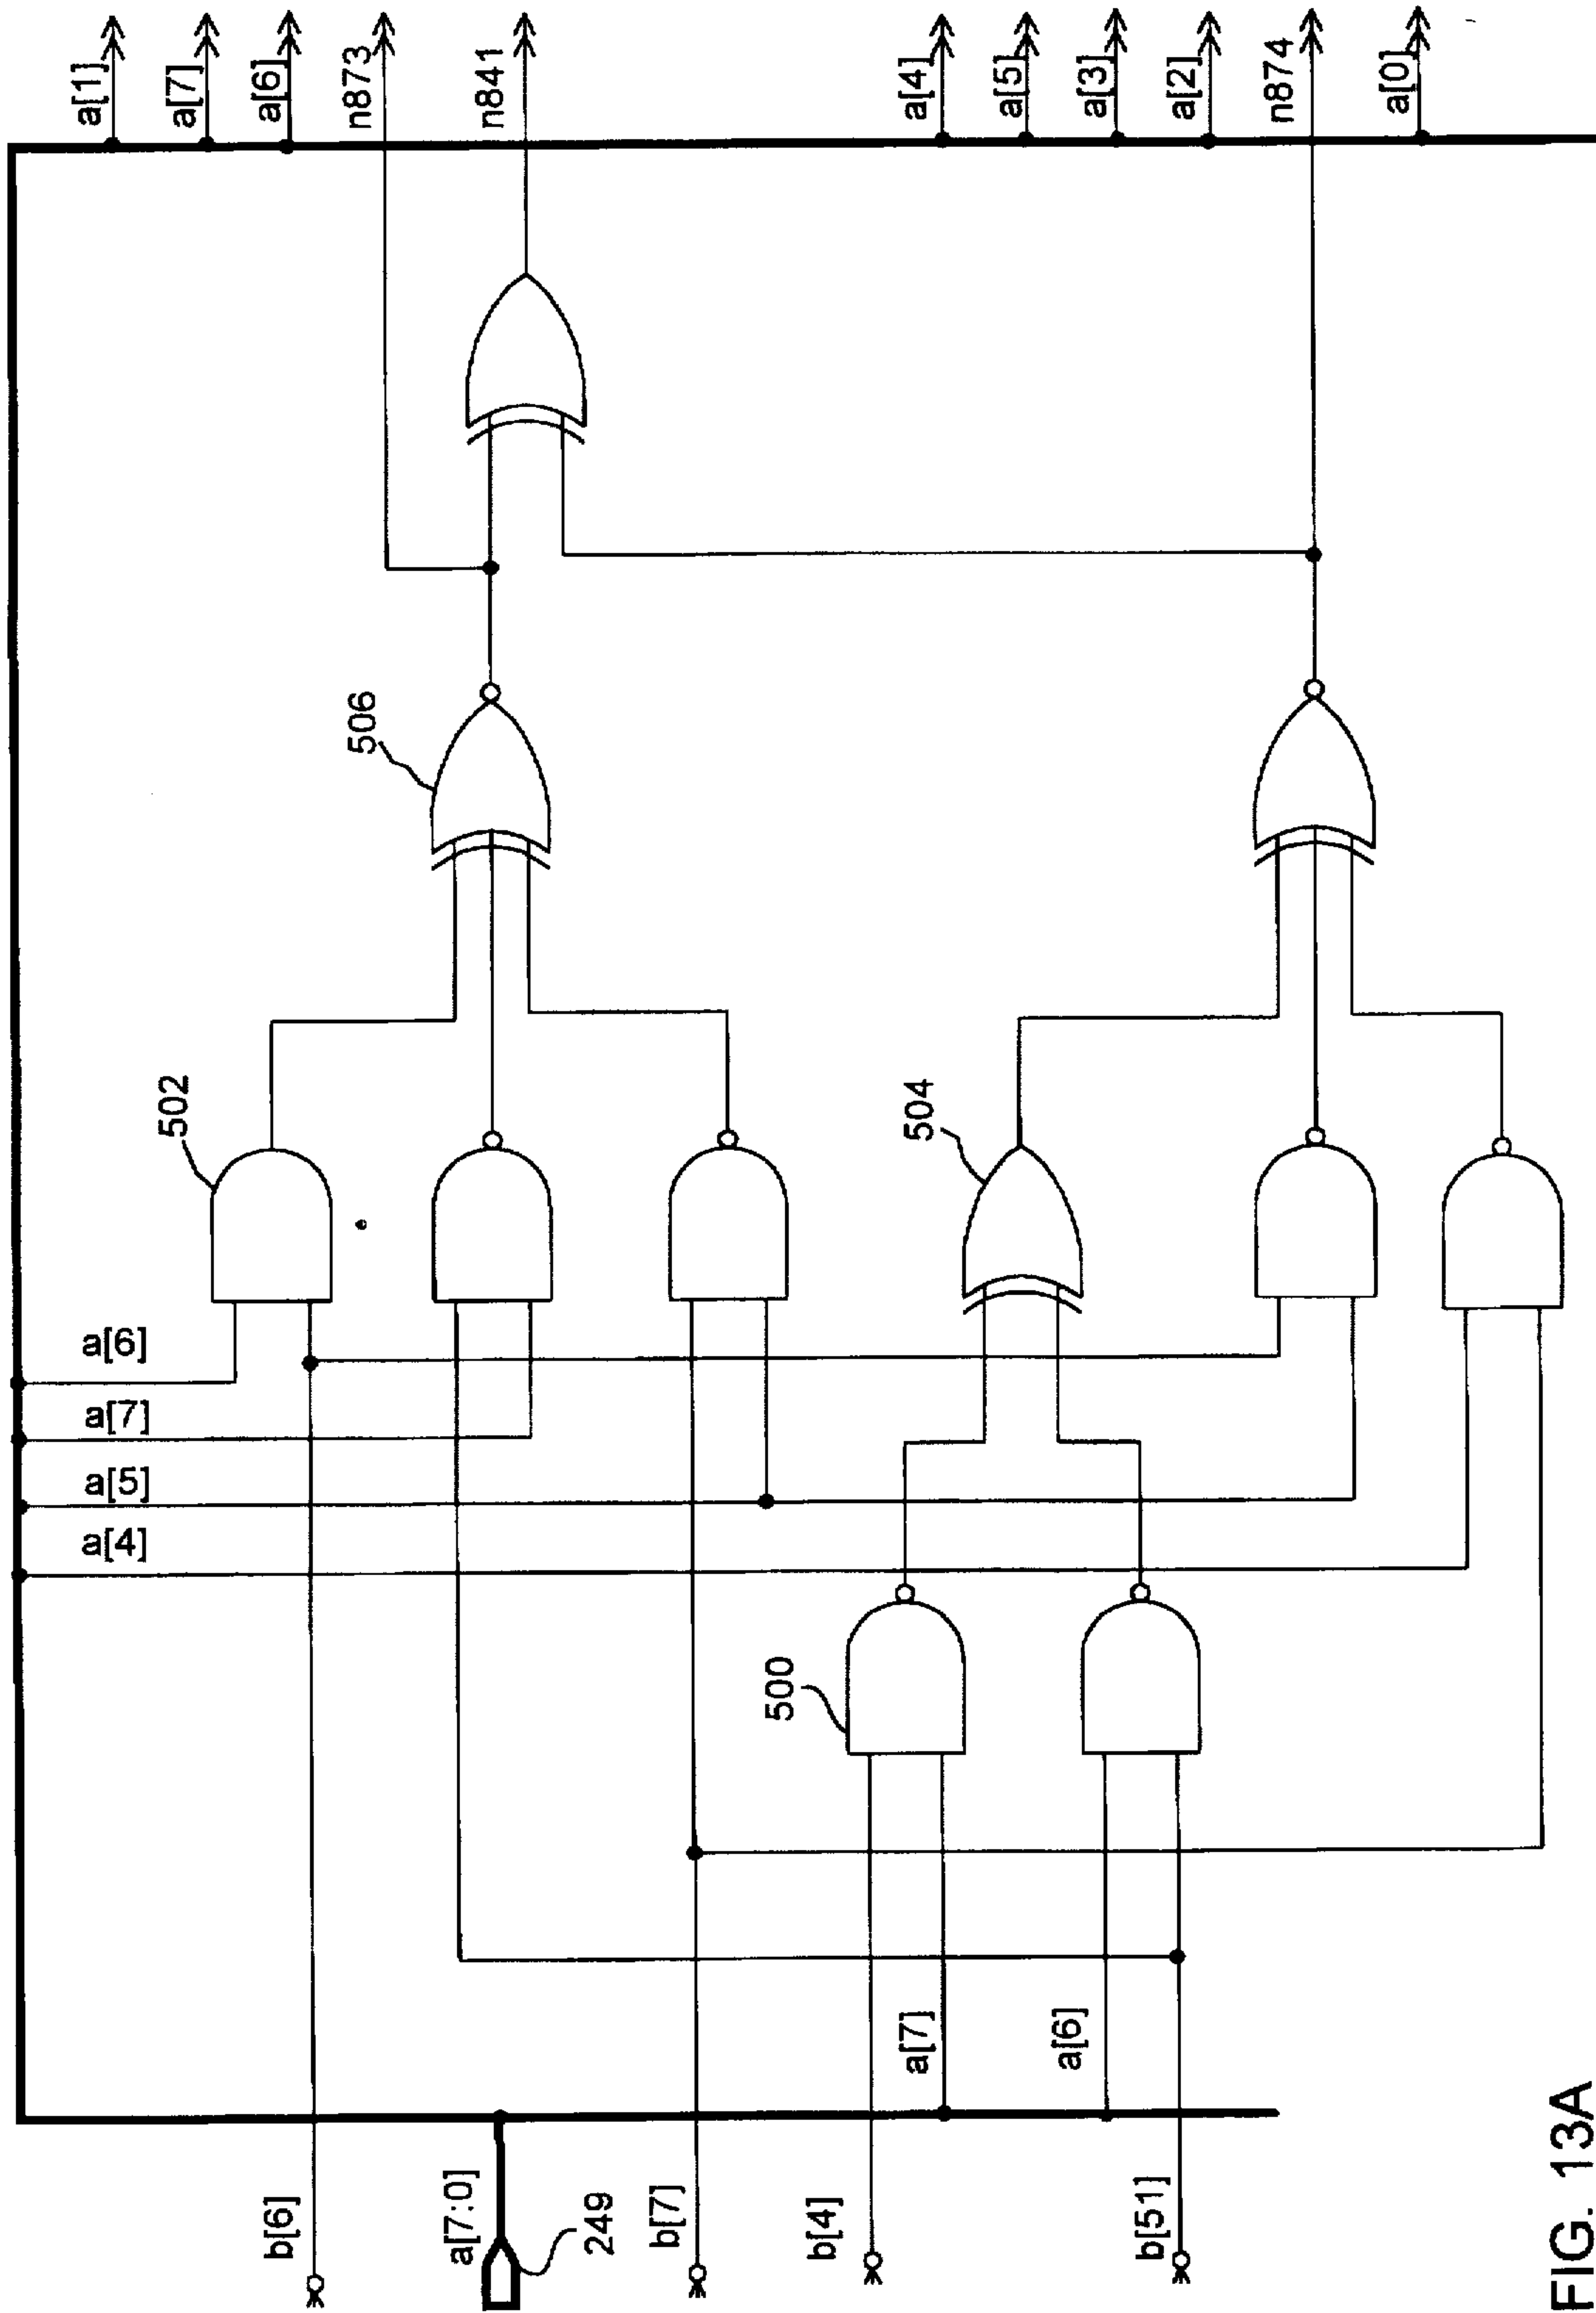 a[1]
a[7]
a[6]
n873
n841
a[4]
a[5]
a[3]
a[2]
n874
a[0]
506
502
504
a[6]
a[7]
a[5]
a[4]
500
a[7]
a[6]
b[6]
a[7:0]
249
b[7]
b[4]
b[51]
FIG. 13A